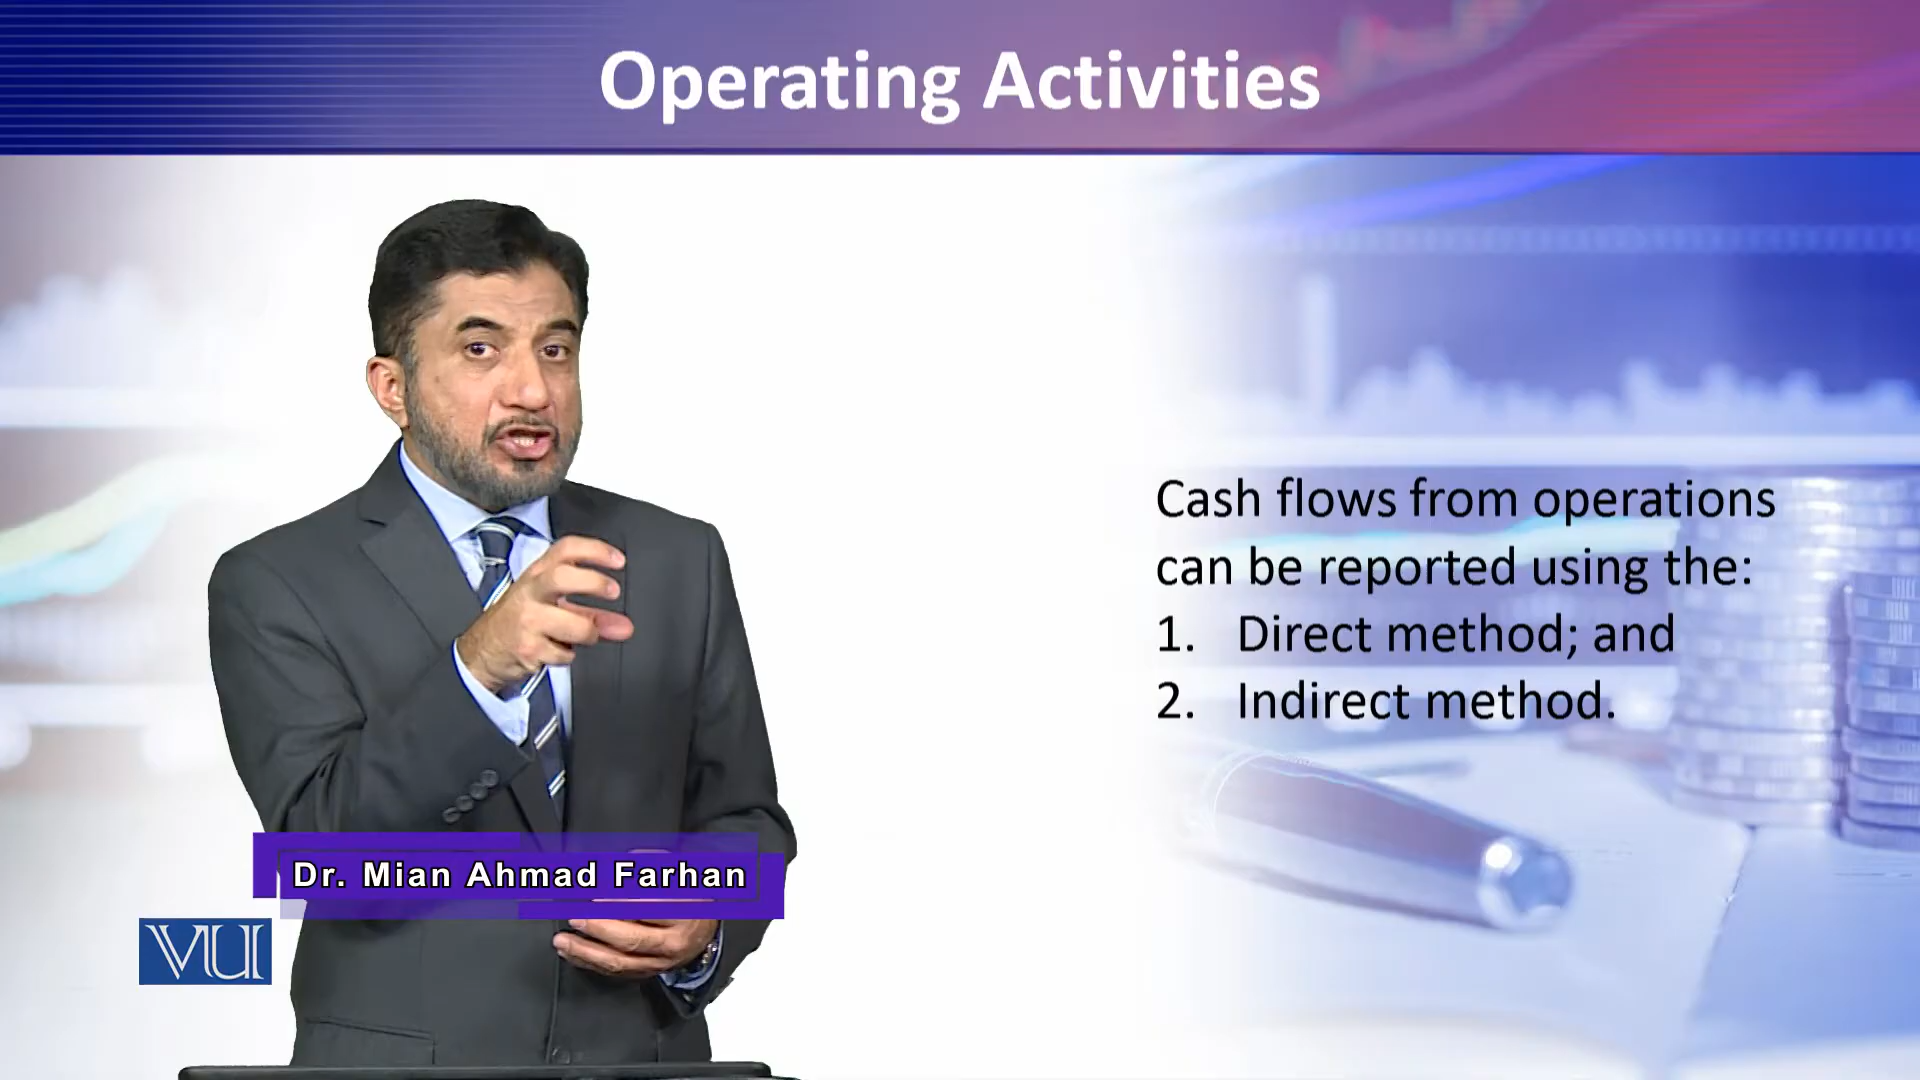 Operating Activities
Cash flows from operations
can be reported using the:
1. Direct method; and
2. Indirect method.
Dr. Mian Ahmad Farhan
VU